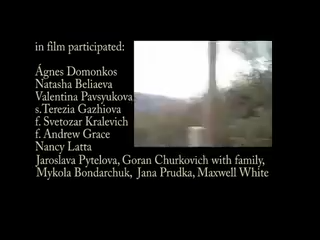 in film participated:
Ágnes Domonkos
Natasha Beliaeva
Valentina Pavsyukova
s.Terezia Gazhiova
f. Svetozar Kralevich
f. Andrew Grace
Nancy Latta
Jaroslava Pytelova, Goran Churkovich with family,
Mykola Bondarchuk, Jana Prudka, Maxwell White